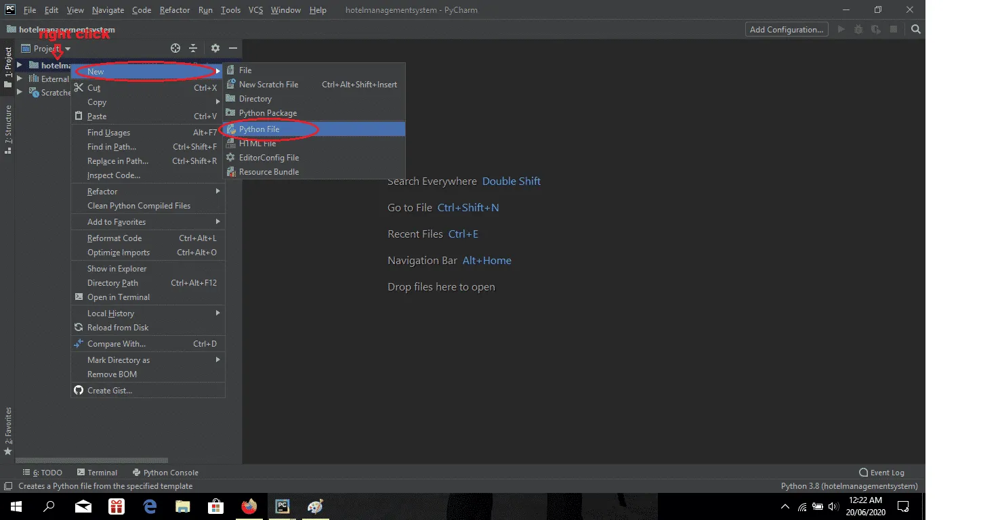 PC File Edit View Navigate Code Refactor Run Tools VCS Window Help hotelmanagementsystem - PyCharm
hotelmanagementsystem Add Configuration...
right click
Project
1: Project
hotelma
External
Scratche
New
Cut Ctrl+X
Copy
Paste Ctrl+V
Find Usages Alt+F7
Find in Path... Ctrl+Shift+F
Replace in Path... Ctrl+Shift+R
Inspect Code...
Refactor
Clean Python Compiled Files
Add to Favorites
Reformat Code Ctrl+Alt+L
Optimize Imports Ctrl+Alt+O
Show in Explorer
Directory Path Ctrl+Alt+F12
Open in Terminal
Local History
Reload from Disk
Compare With... Ctrl+D
Mark Directory as
Remove BOM
Create Gist...
File
New Scratch File Ctrl+Alt+Shift+Insert
Directory
Python Package
Python File
HTML File
EditorConfig File
Resource Bundle
7: Structure
Search Everywhere Double Shift
Go to File Ctrl+Shift+N
Recent Files Ctrl+E
Navigation Bar Alt+Home
Drop files here to open
2: Favorites
6: TODO Terminal Python Console Event Log
Creates a Python file from the specified template Python 3.8 (hotelmanagementsystem)
PC
12:22 AM
20/06/2020